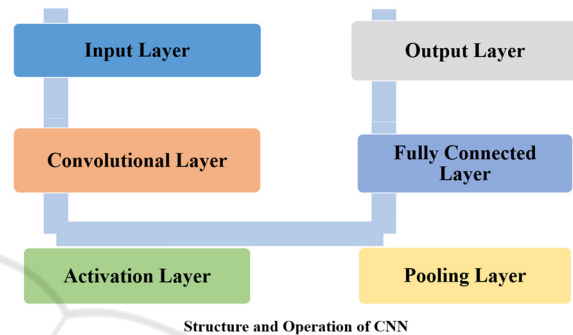 Input Layer
Output Layer
Convolutional Layer
Fully Connected
Layer
Activation Layer
Pooling Layer
Structure and Operation of CNN